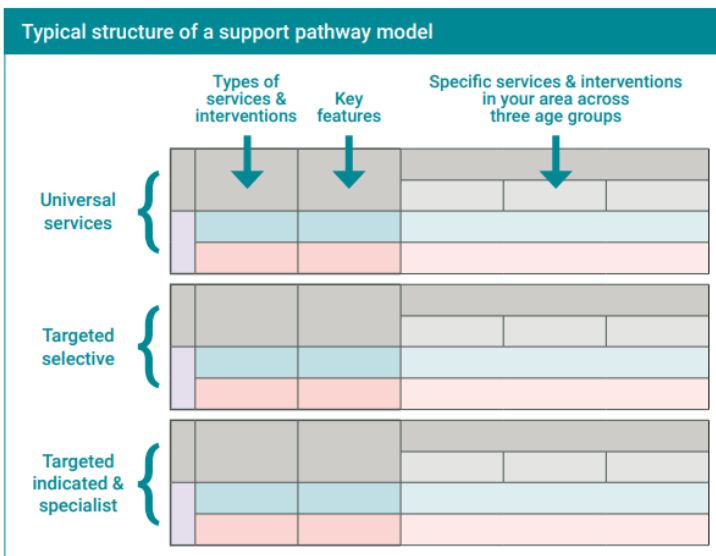 Typical structure of a support pathway model
Types of
services &
interventions
Key
features
Specific services & interventions
in your area across
three age groups
Universal
services
Targeted
selective
Targeted
indicated &
specialist